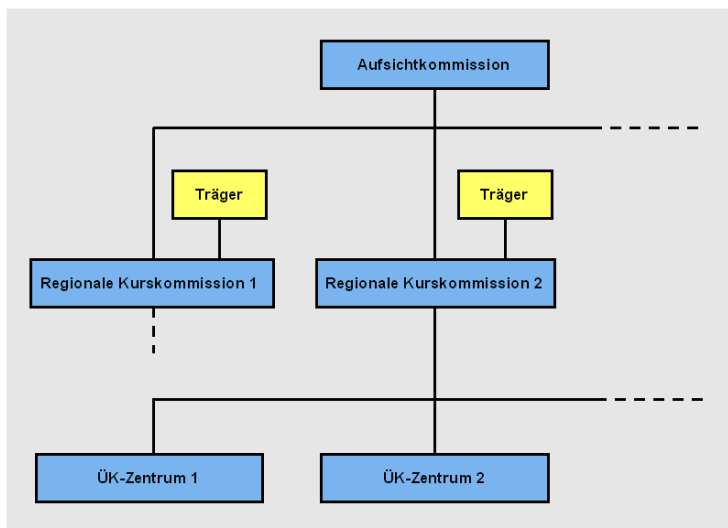 Aufsichtkommission
Träger
Träger
Regionale Kurskommission 1
Regionale Kurskommission 2
ÜK-Zentrum 1
ÜK-Zentrum 2